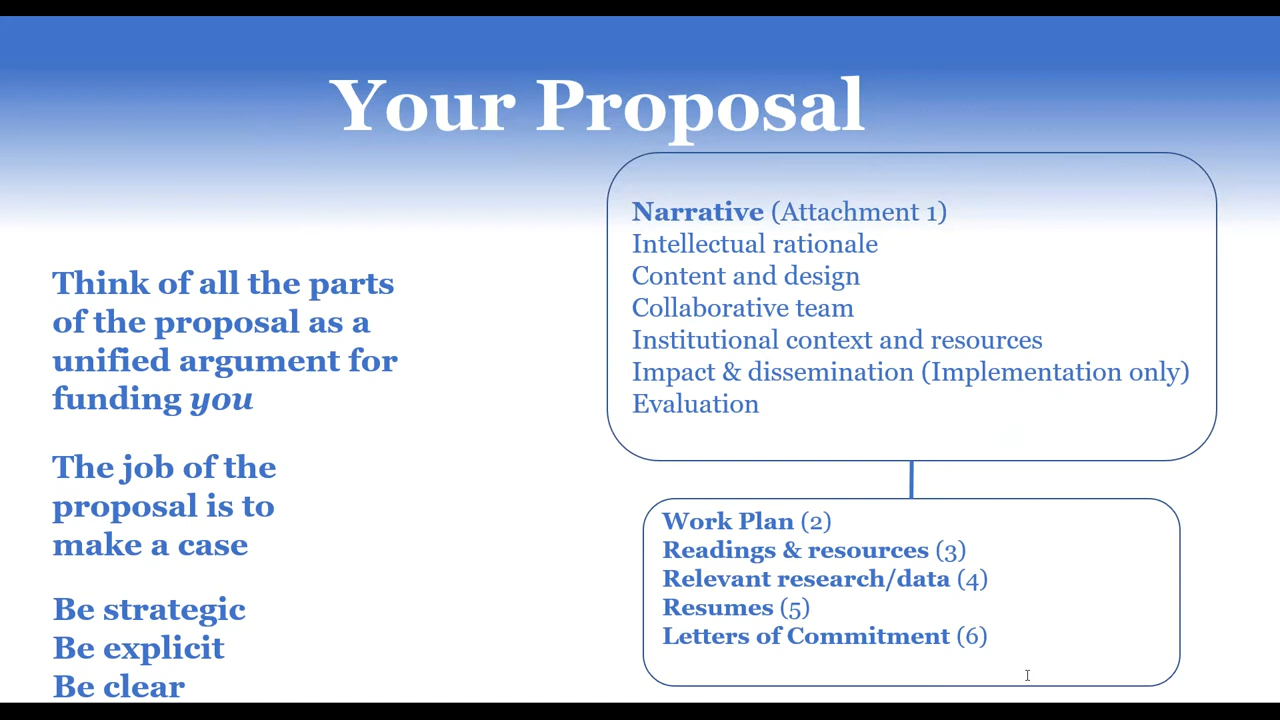 Your Proposal
Think of all the parts
of the proposal as a
unified argument for
funding you
The job of the
proposal is to
make a case
Be strategic
Be explicit
Be clear
Narrative (Attachment 1)
Intellectual rationale
Content and design
Collaborative team
Institutional context and resources
Impact & dissemination (Implementation only)
Evaluation
Work Plan (2)
Readings & resources (3)
Relevant research/data (4)
Resumes (5)
Letters of Commitment (6)